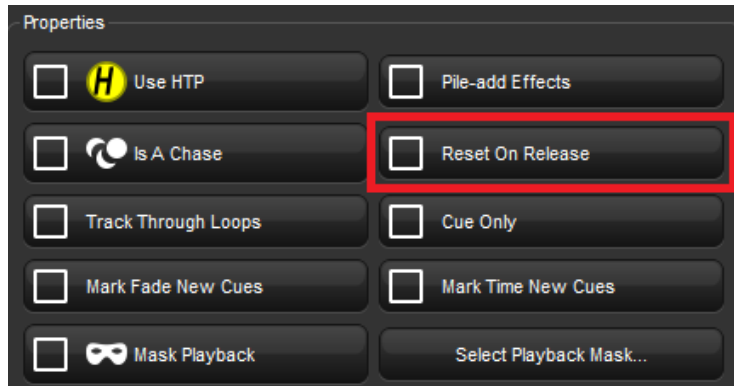 Properties
H Use HTP
Pile-add Effects
Is A Chase
Reset On Release
Track Through Loops
Cue Only
Mark Fade New Cues
Mark Time New Cues
Mask Playback
Select Playback Mask...